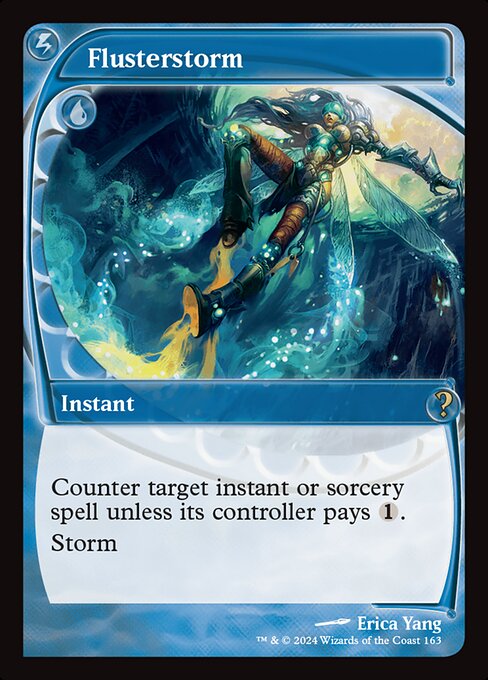 Flusterstorm
Instant
?
Counter target instant or sorcery
spell unless its controller pays 1.
Storm
Erica Yang
™ & © 2024 Wizards of the Coast 163